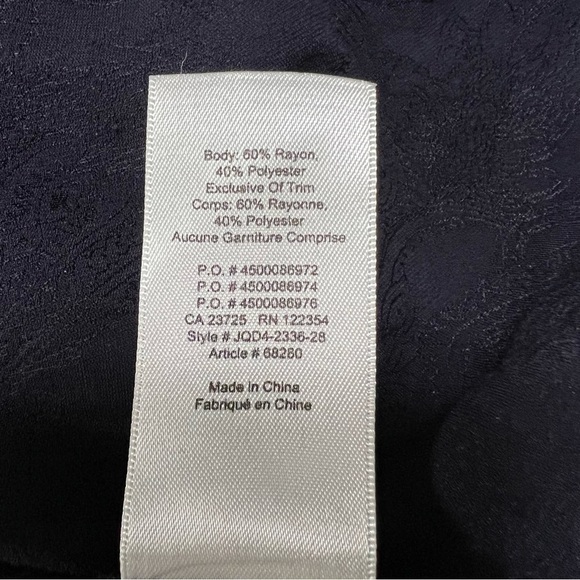 Body: 60% Rayon,
40% Polyester
Exclusive Of Trim
Corps: 60% Rayonne,
40% Polyester
Aucune Garniture Comprise
P.O. # 4500086972
P.O. # 4500086974
P.O. # 4500086976
CA 23725 RN 122354
Style # JQD4-2336-28
Article # 68280
Made In China
Fabriqué en Chine